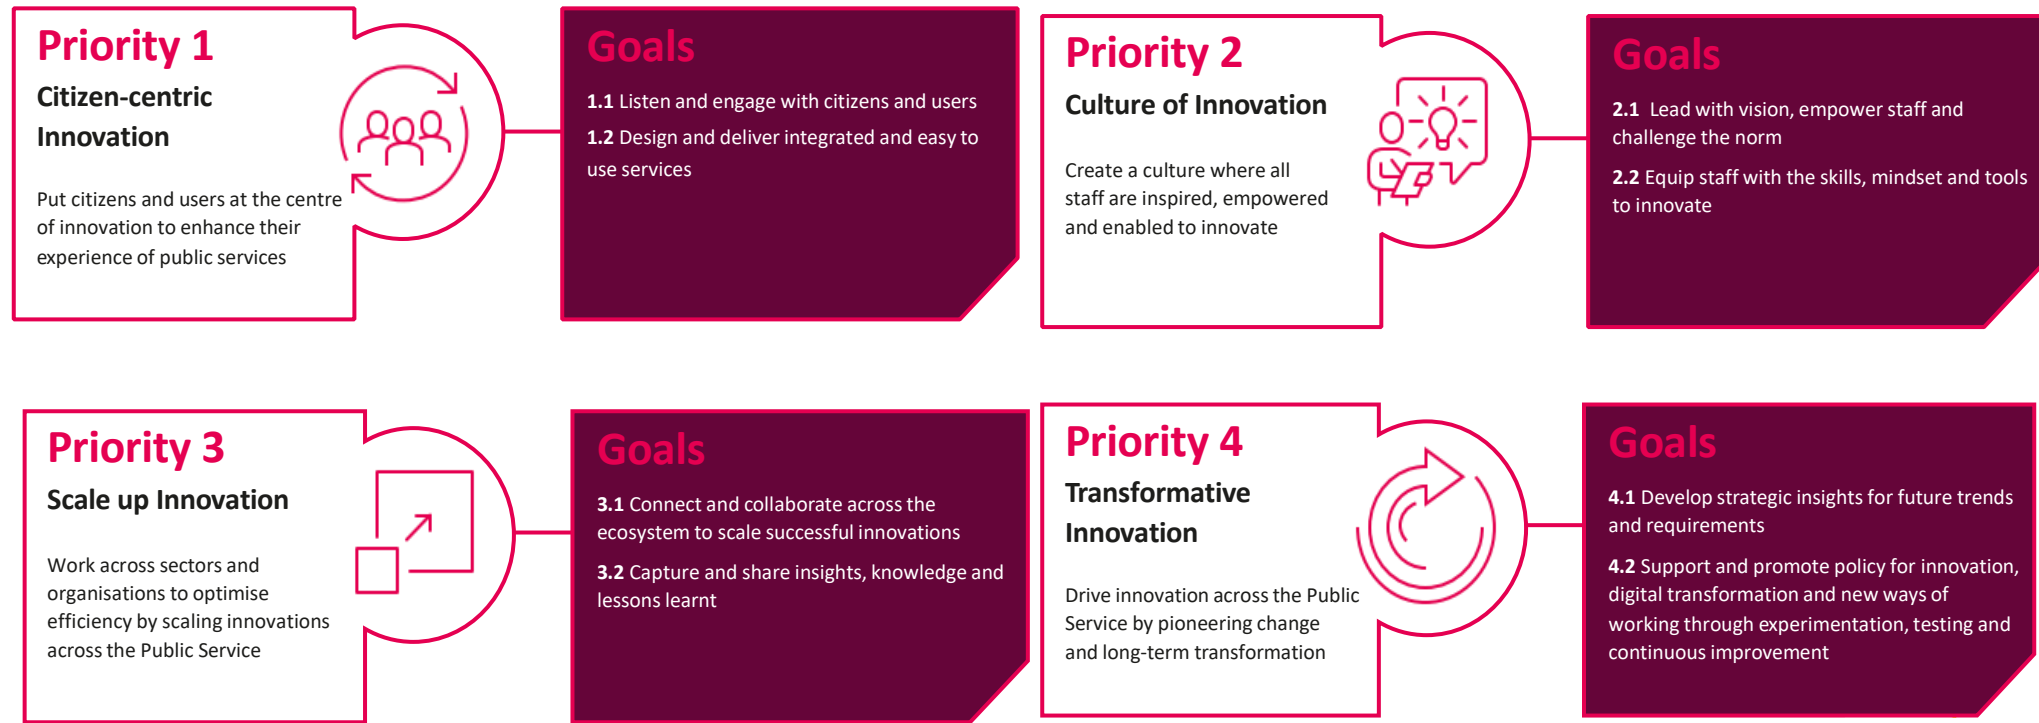 Priority 1
Citizen-centric
Innovation
Put citizens and users at the centre
of innovation to enhance their
experience of public services
Goals
1.1 Listen and engage with citizens and users
1.2 Design and deliver integrated and easy to
use services
Priority 2
Culture of Innovation
Create a culture where all
staff are inspired, empowered
and enabled to innovate
Goals
2.1 Lead with vision, empower staff and
challenge the norm
2.2 Equip staff with the skills, mindset and tools
to innovate
Priority 3
Scale up Innovation
Work across sectors and
organisations to optimise
efficiency by scaling innovations
across the Public Service
Goals
3.1 Connect and collaborate across the
ecosystem to scale successful innovations
3.2 Capture and share insights, knowledge and
lessons learnt
Priority 4
Transformative
Innovation
Drive innovation across the Public
Service by pioneering change
and long-term transformation
Goals
4.1 Develop strategic insights for future trends
and requirements
4.2 Support and promote policy for innovation,
digital transformation and new ways of
working through experimentation, testing and
continuous improvement